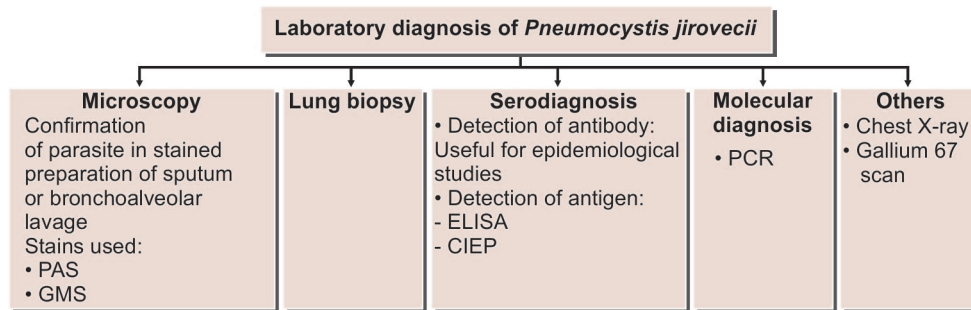 Laboratory diagnosis of Pneumocystis jirovecii
Microscopy
Confirmation
of parasite in stained
preparation of sputum
or bronchoalveolar
lavage
Stains used:
• PAS
• GMS
Lung biopsy
Serodiagnosis
• Detection of antibody:
Useful for epidemiological
studies
• Detection of antigen:
- ELISA
- CIEP
Molecular
diagnosis
• PCR
Others
• Chest X-ray
• Gallium 67
scan